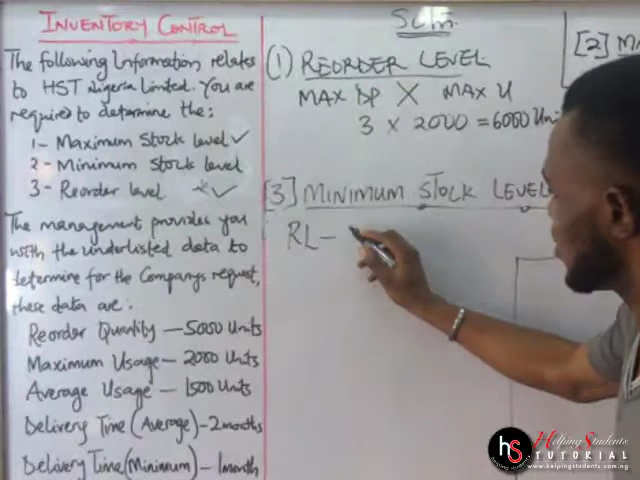 INVENTORY CONTROL
The following Information relates
to HST Nigeria Limited. You are
required to determine the:
1- Maximum Stock level ✓
2- Minimum Stock level
3- Reorder level * ✓
The management provides you
with the underlisted data to
determine for the Companys request,
these data are:
Reorder Quantity — 5000 Units
Maximum Usage — 2000 Units
Average Usage — 1500 Units
Delivery Time (Average) - 2 months
Delivery Time (Minimum) — 1 month
Soln.
(1) REORDER LEVEL
MAX DP X MAX U
3 x 2000 = 6000 Uni
[3] MINIMUM STOCK LEVEL
RL -
[2]
hS
helping students
Helping Students
TUTORIAL
www.helpingstudents.com.ng